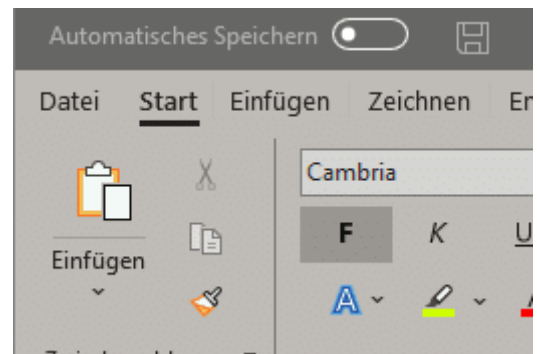 Automatisches Speichern
Datei Start Einfügen Zeichnen
Cambria
F K U
Einfügen
A